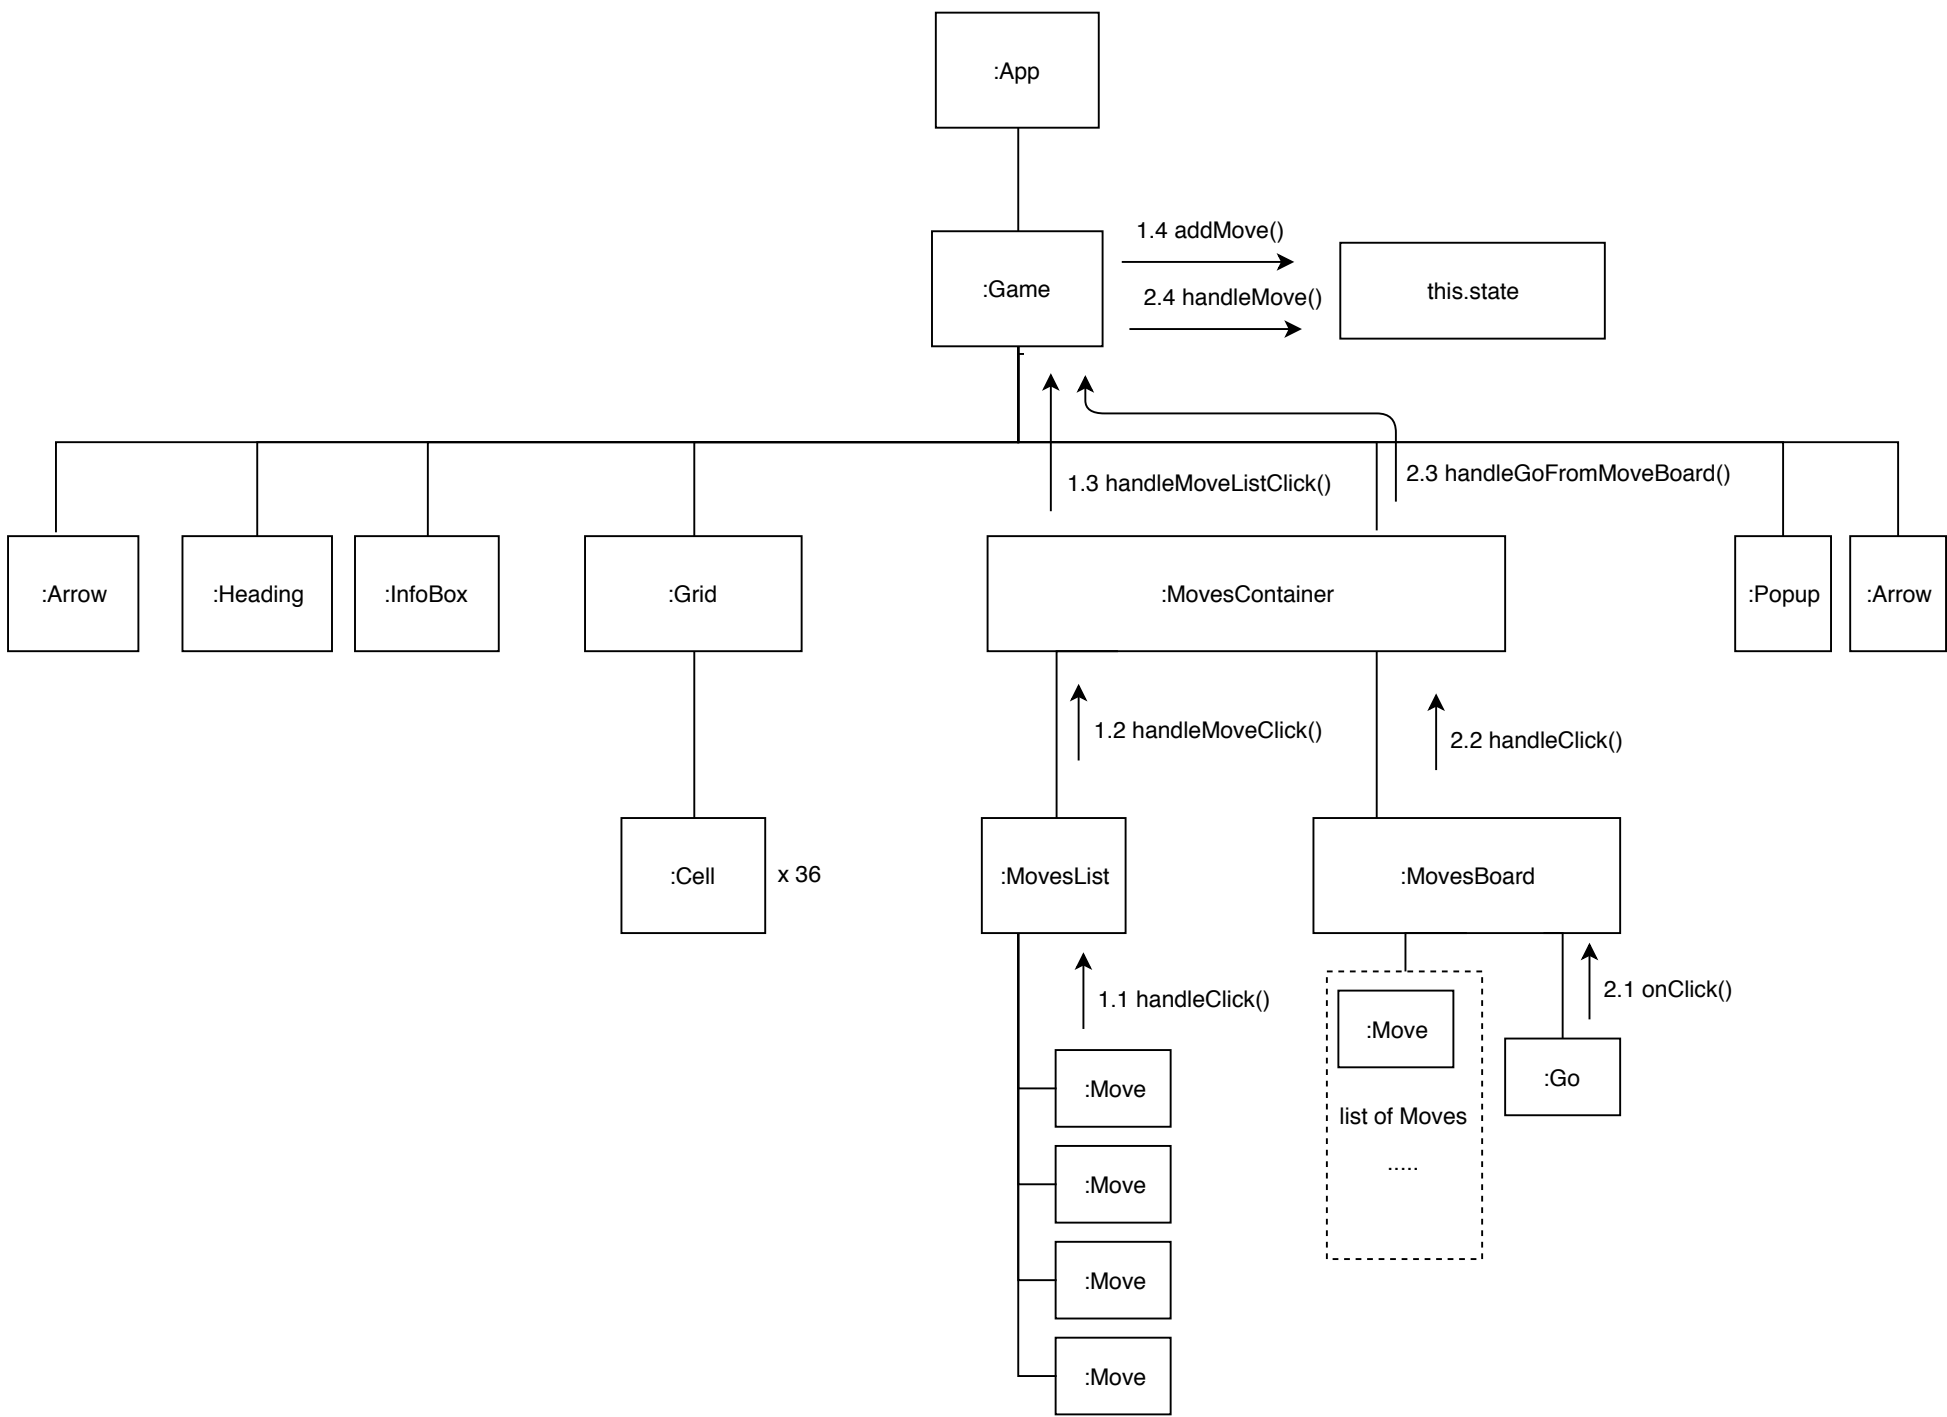 :App
1.4 addMove()
:Game
this.state
2.4 handleMove()
1.3 handleMoveListClick()
2.3 handleGoFromMoveBoard()
:Arrow
:Heading
:InfoBox
:Grid
:MovesContainer
:Popup
:Arrow
1.2 handleMoveClick()
2.2 handleClick()
:Cell
x 36
:MovesList
:MovesBoard
1.1 handleClick()
2.1 onClick()
:Move
:Go
:Move
list of Moves
.....
:Move
:Move
:Move